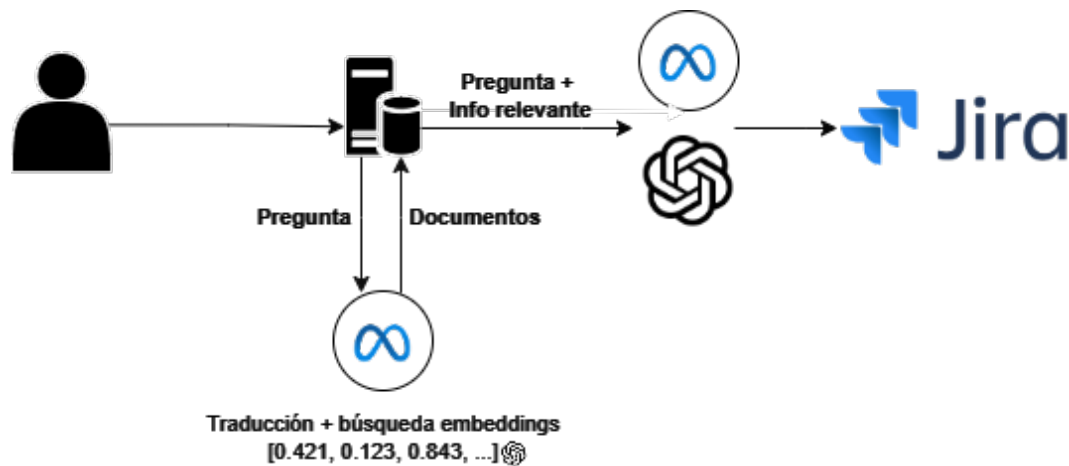 Pregunta +
Info relevante
Jira
Pregunta
Documentos
Traducción + búsqueda embeddings
[0.421, 0.123, 0.843, ...]